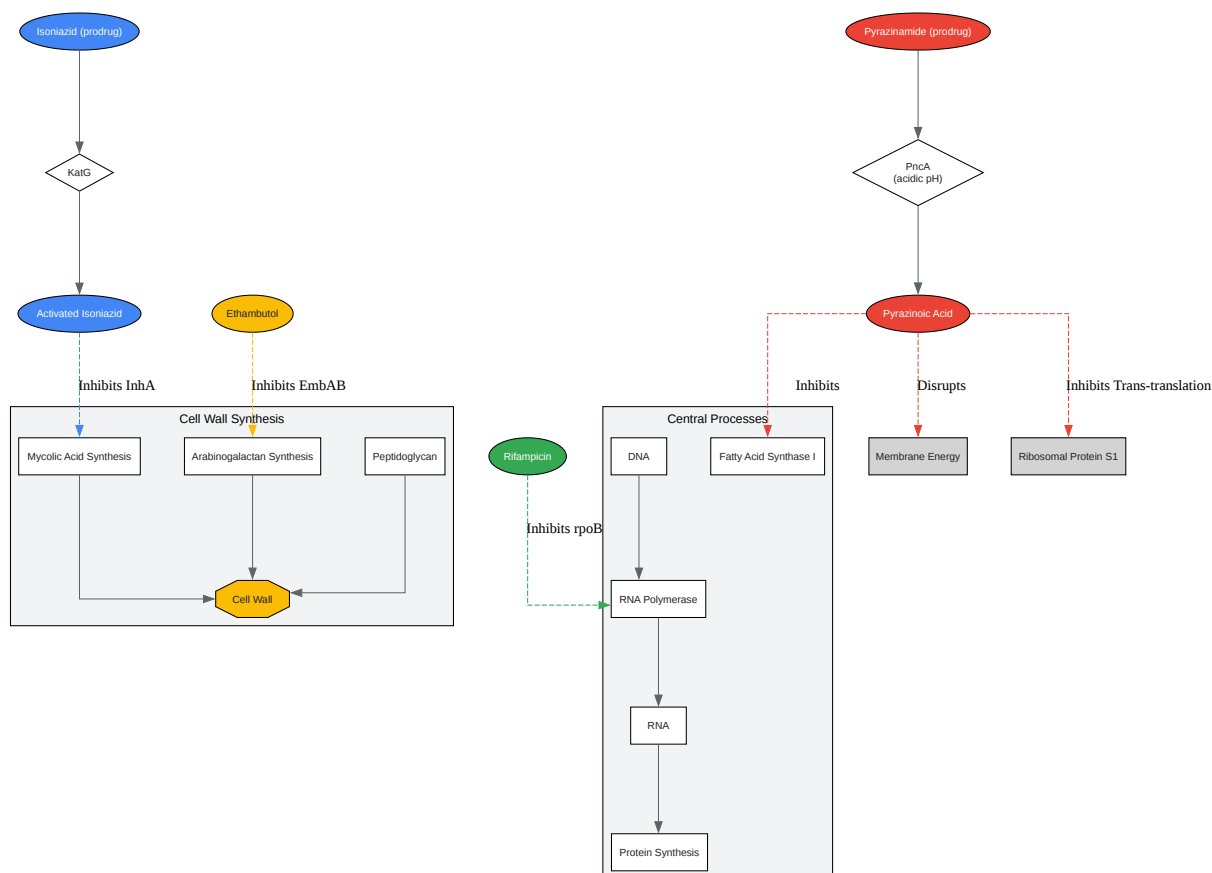 Isoniazid (prodrug)
Pyrazinamide (prodrug)
KatG
PncA
(acidic pH)
Activated Isoniazid
Ethambutol
Pyrazinoic Acid
Inhibits InhA
Inhibits EmbAB
Inhibits
Disrupts
Inhibits Trans-translation
Cell Wall Synthesis
Central Processes
Mycolic Acid Synthesis
Arabinogalactan Synthesis
Peptidoglycan
Rifampicin
DNA
Fatty Acid Synthase I
Membrane Energy
Ribosomal Protein S1
Inhibits rpoB
Cell Wall
RNA Polymerase
RNA
Protein Synthesis